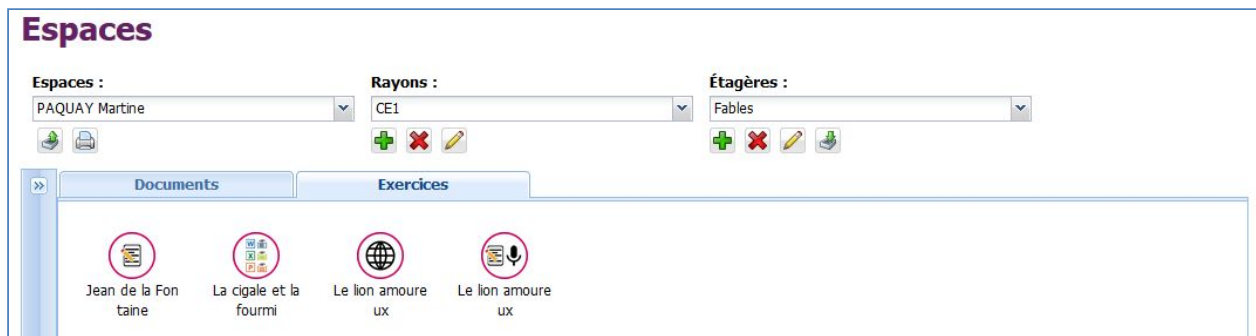 Espaces
Espaces : Rayons : Étagères :
PAQUAY Martine CE1 Fables
Documents Exercices
Jean de la Fon La cigale et la Le lion amoure Le lion amoure
taine fourmi ux ux